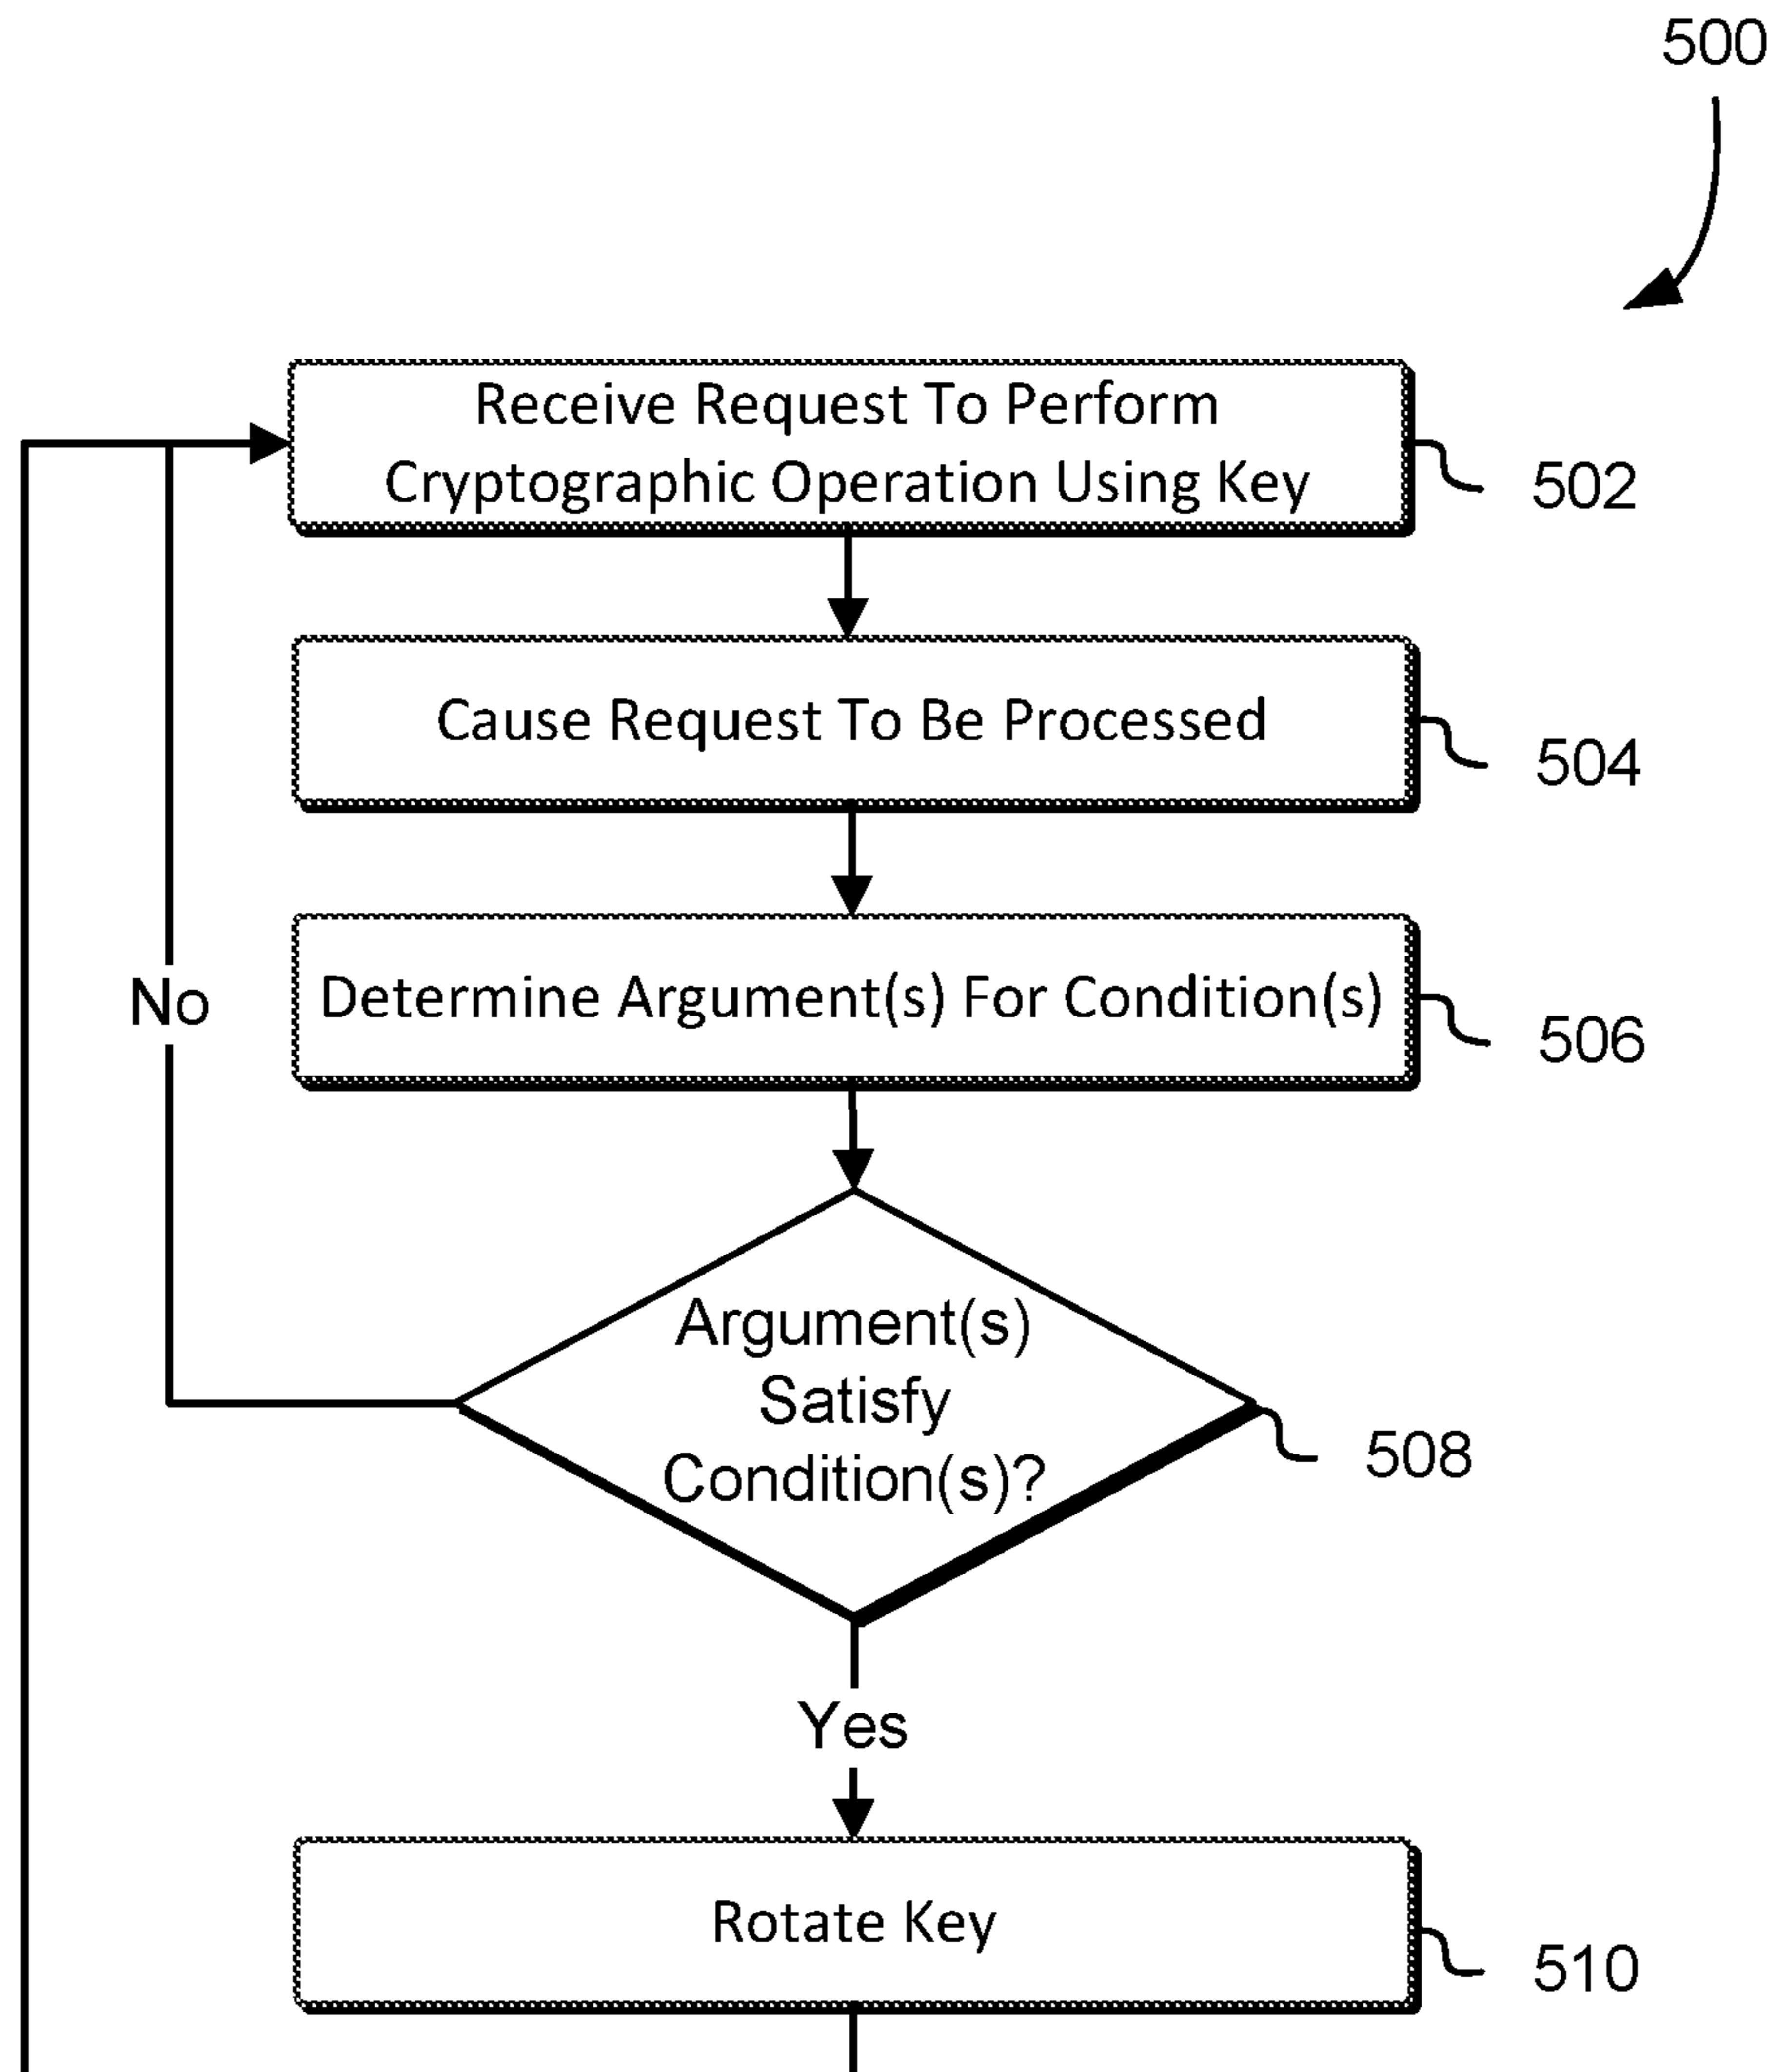 500
Receive Request To Perform
Cryptographic Operation Using Key
502
Cause Request To Be Processed
504
No
Determine Argument(s) For Condition(s)
506
Argument(s)
Satisfy
Condition(s)?
508
Yes
Rotate Key
510